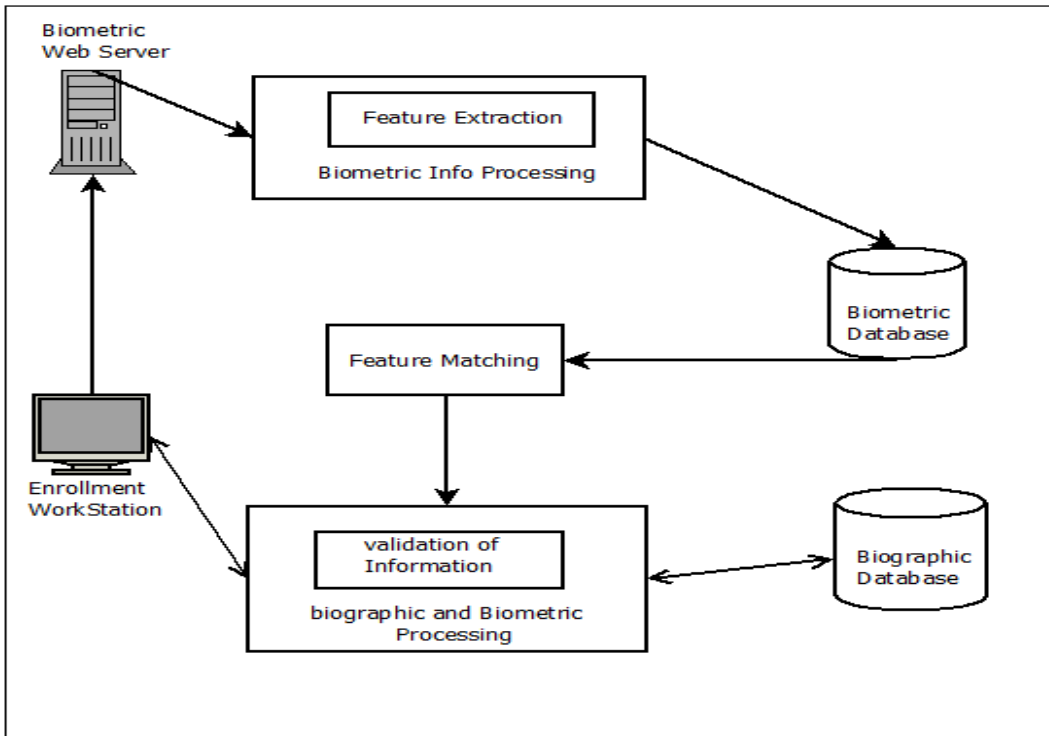 Biometric
Web Server
Feature Extraction
Biometric Info Processing
Biometric
Database
Feature Matching
Enrollment
WorkStation
validation of
Information
biographic and Biometric
Processing
Biographic
Database